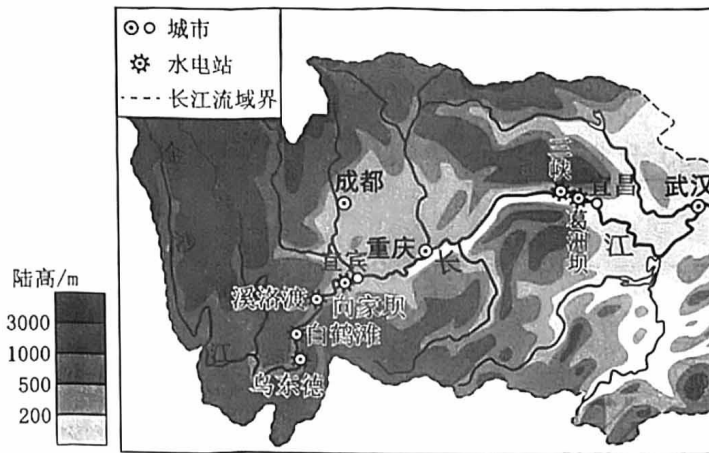 城市
水电站
长江流域界
金
沙
江
成都
重庆
宜宾
向家坝
溪洛渡
白鹤滩
乌东德
长
江
三峡
葛洲坝
宜昌
武汉
陆高/m
3000
1000
500
200